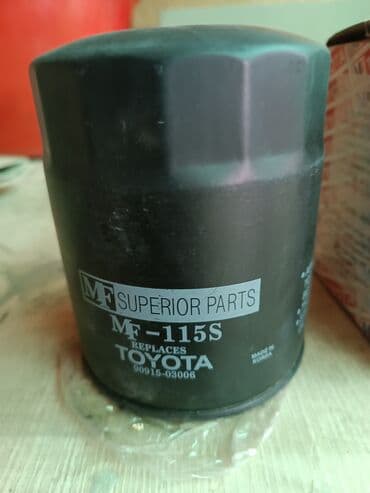 MF SUPERIOR PARTS
MF-115S
REPLACES
TOYOTA
90915-03006
MADE IN
KOREA